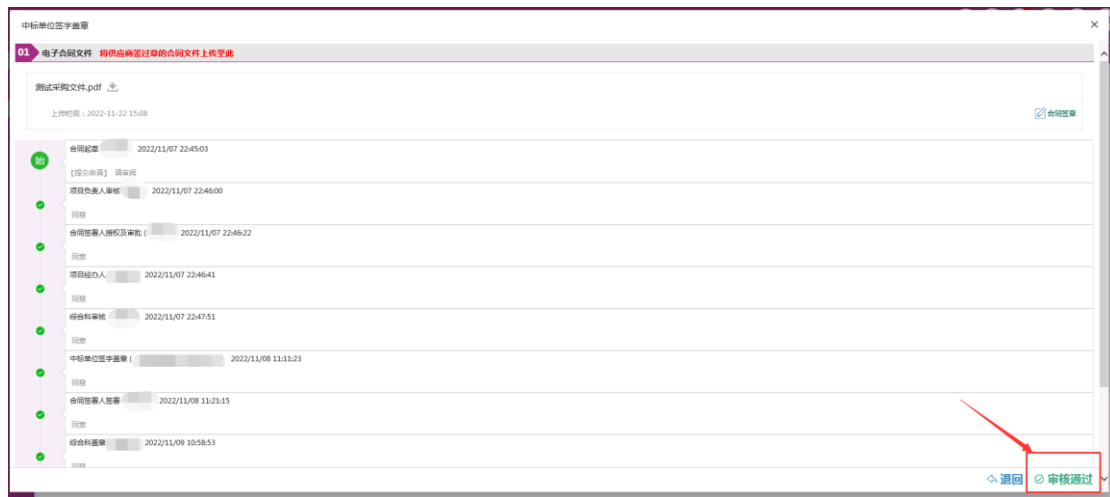 中标单位签字盖章 ×
01 电子合同文件 将供应商签过章的合同文件上传至此
测试采购文件.pdf
上传时间：2022-11-22 15:08
合同签章
始
合同起草 2022/11/07 22:45:03
[提交申请] 请审阅
项目负责人审核 2022/11/07 22:46:00
同意
合同签署人授权及审批 ( 2022/11/07 22:46:22
同意
项目经办人 2022/11/07 22:46:41
同意
综合科审核 2022/11/07 22:47:51
同意
中标单位签字盖章 ( 2022/11/08 11:11:23
同意
合同签署人签署 2022/11/08 11:21:15
同意
综合科盖章 2022/11/09 10:58:53
同意
退回 审核通过